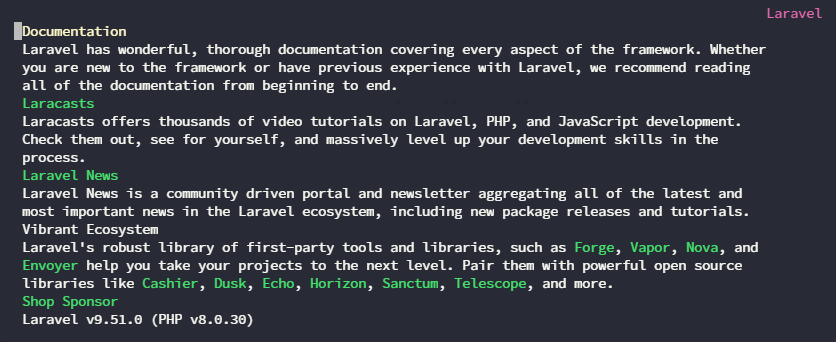 Laravel
Documentation
Laravel has wonderful, thorough documentation covering every aspect of the framework. Whether
you are new to the framework or have previous experience with Laravel, we recommend reading
all of the documentation from beginning to end.
Laracasts
Laracasts offers thousands of video tutorials on Laravel, PHP, and JavaScript development.
Check them out, see for yourself, and massively level up your development skills in the
process.
Laravel News
Laravel News is a community driven portal and newsletter aggregating all of the latest and
most important news in the Laravel ecosystem, including new package releases and tutorials.
Vibrant Ecosystem
Laravel's robust library of first-party tools and libraries, such as Forge, Vapor, Nova, and
Envoyer help you take your projects to the next level. Pair them with powerful open source
libraries like Cashier, Dusk, Echo, Horizon, Sanctum, Telescope, and more.
Shop Sponsor
Laravel v9.51.0 (PHP v8.0.30)